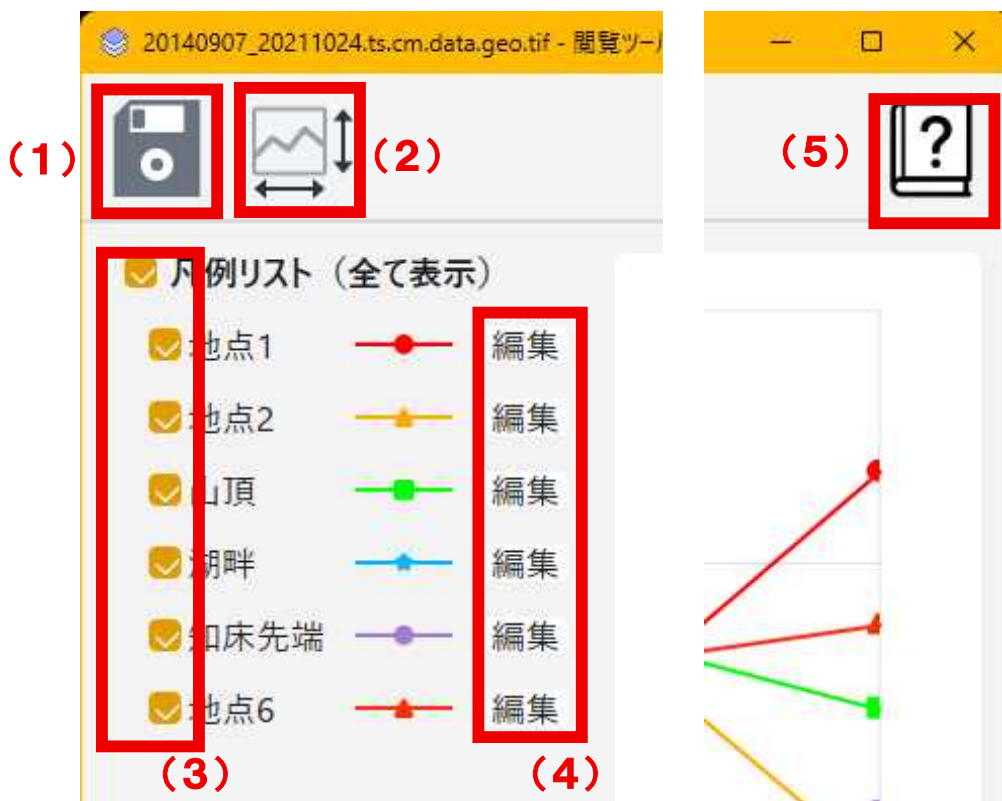 20140907_20211024.ts.cm.data.geo.tif - 閲覧ツール
(1)
(2)
(5)
?
凡例リスト（全て表示）
地点1 編集
地点2 編集
山頂 編集
湖畔 編集
知床先端 編集
地点6 編集
(3)
(4)